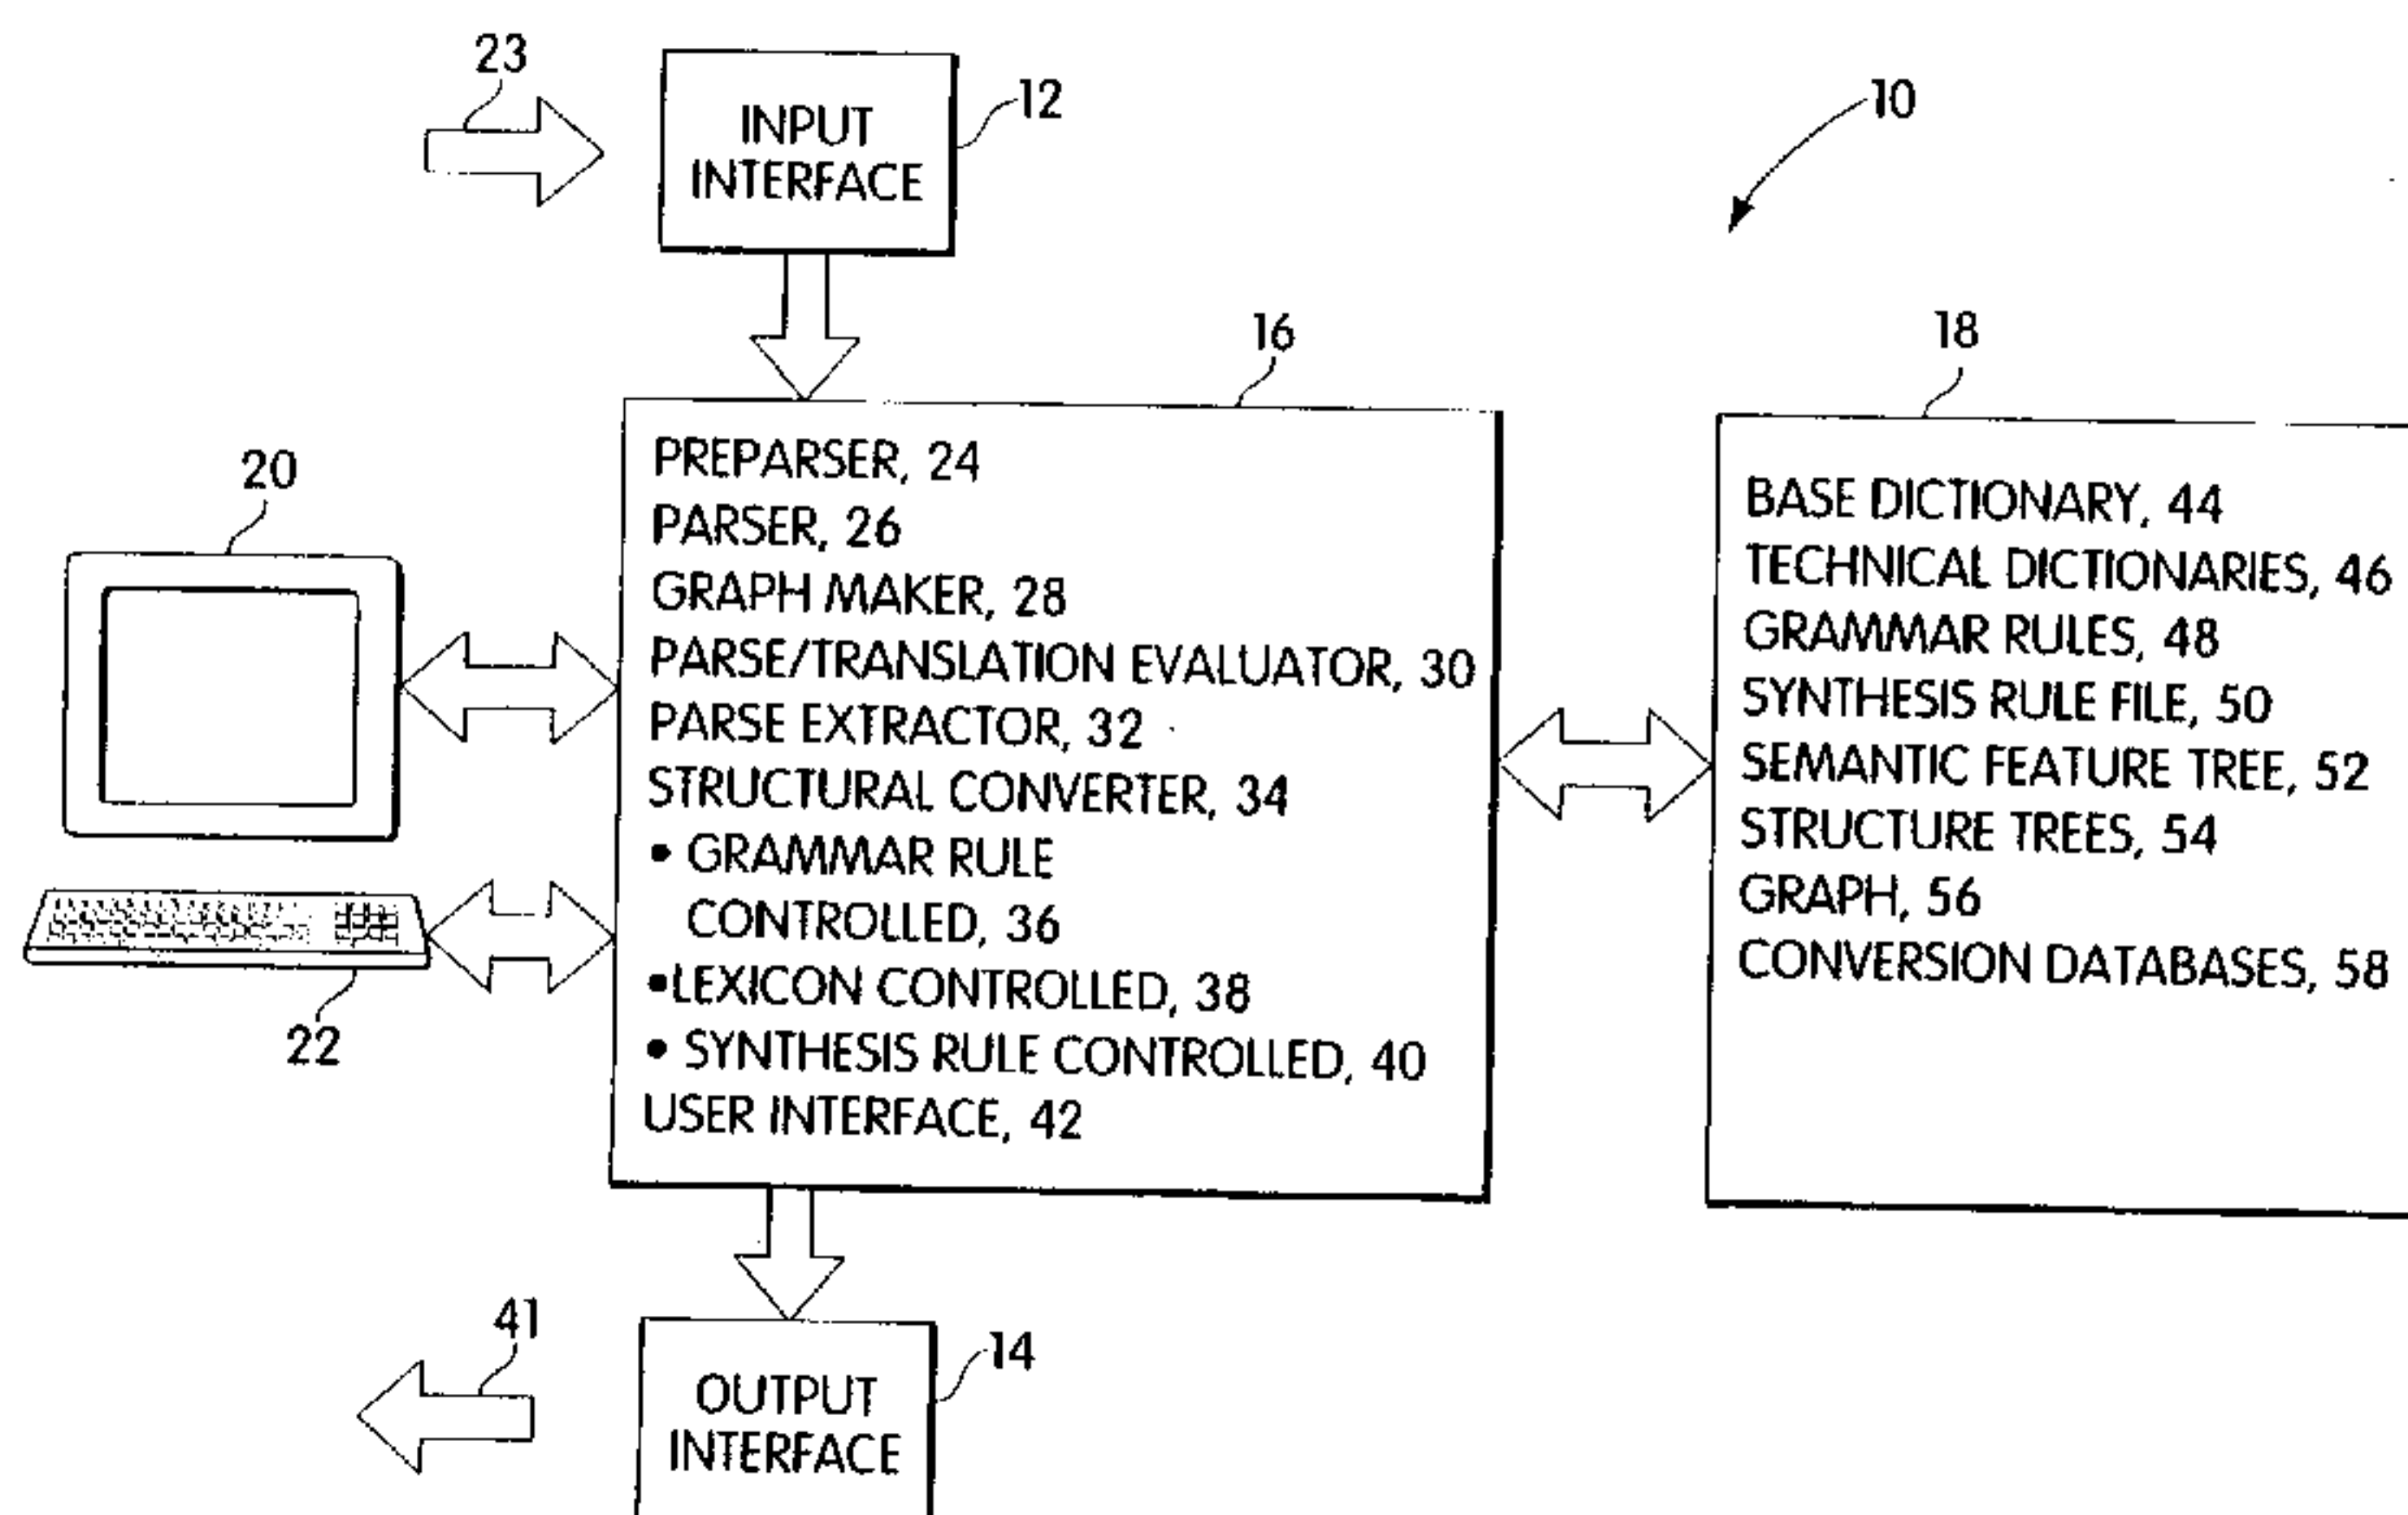 23
INPUT
INTERFACE
12
10
16
18
20
PREPARSER, 24
PARSER, 26
GRAPH MAKER, 28
PARSE/TRANSLATION EVALUATOR, 30
PARSE EXTRACTOR, 32
STRUCTURAL CONVERTER, 34
• GRAMMAR RULE
CONTROLLED, 36
•LEXICON CONTROLLED, 38
• SYNTHESIS RULE CONTROLLED, 40
USER INTERFACE, 42
BASE DICTIONARY, 44
TECHNICAL DICTIONARIES, 46
GRAMMAR RULES, 48
SYNTHESIS RULE FILE, 50
SEMANTIC FEATURE TREE, 52
STRUCTURE TREES, 54
GRAPH, 56
CONVERSION DATABASES, 58
22
41
OUTPUT
INTERFACE
14